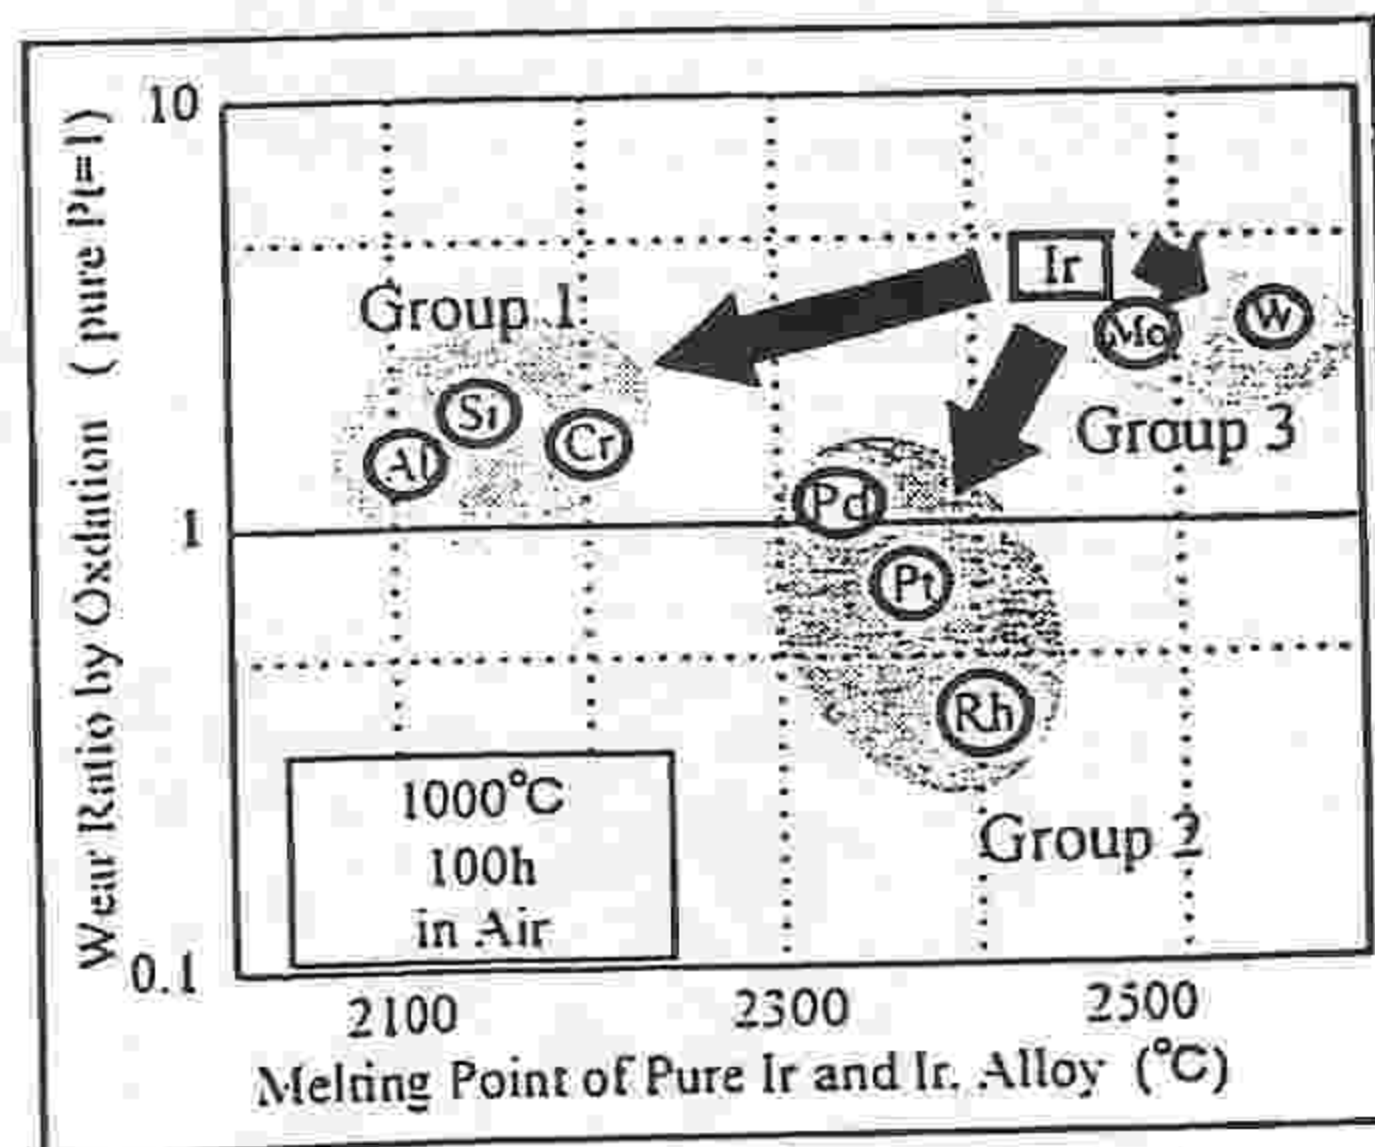 10
Wear Ratio by Oxdation (pure Pt=1)
Ir
Group 1
Mo
W
Si
Cr
Al
Group 3
Pd
1
Pt
Rh
1000°C
100h
in Air
Group 2
0.1
2100 2300 2500
Melting Point of Pure Ir and Ir. Alloy (°C)